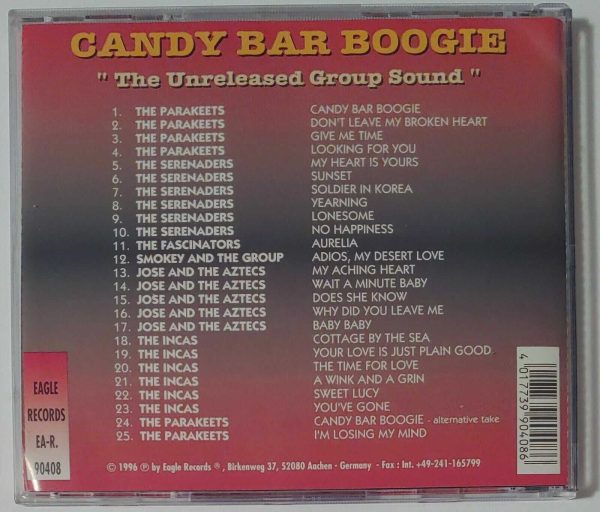 CANDY BAR BOOGIE
" The Unreleased Group Sound "
1. THE PARAKEETS CANDY BAR BOOGIE
2. THE PARAKEETS DON'T LEAVE MY BROKEN HEART
3. THE PARAKEETS GIVE ME TIME
4. THE PARAKEETS LOOKING FOR YOU
5. THE SERENADERS MY HEART IS YOURS
6. THE SERENADERS SUNSET
7. THE SERENADERS SOLDIER IN KOREA
8. THE SERENADERS YEARNING
9. THE SERENADERS LONESOME
10. THE SERENADERS NO HAPPINESS
11. THE FASCINATORS AURELIA
12. SMOKEY AND THE GROUP ADIOS, MY DESERT LOVE
13. JOSE AND THE AZTECS MY ACHING HEART
14. JOSE AND THE AZTECS WAIT A MINUTE BABY
15. JOSE AND THE AZTECS DOES SHE KNOW
16. JOSE AND THE AZTECS WHY DID YOU LEAVE ME
17. JOSE AND THE AZTECS BABY BABY
18. THE INCAS COTTAGE BY THE SEA
19. THE INCAS YOUR LOVE IS JUST PLAIN GOOD
20. THE INCAS THE TIME FOR LOVE
21. THE INCAS A WINK AND A GRIN
22. THE INCAS SWEET LUCY
23. THE INCAS YOU'VE GONE
24. THE PARAKEETS CANDY BAR BOOGIE - alternative take
25. THE PARAKEETS I'M LOSING MY MIND
EAGLE
RECORDS
EA-R.
90408
4 017739 904086
© 1996 ℗ by Eagle Records ®, Birkenweg 37, 52080 Aachen - Germany - Fax : Int. +49-241-165799